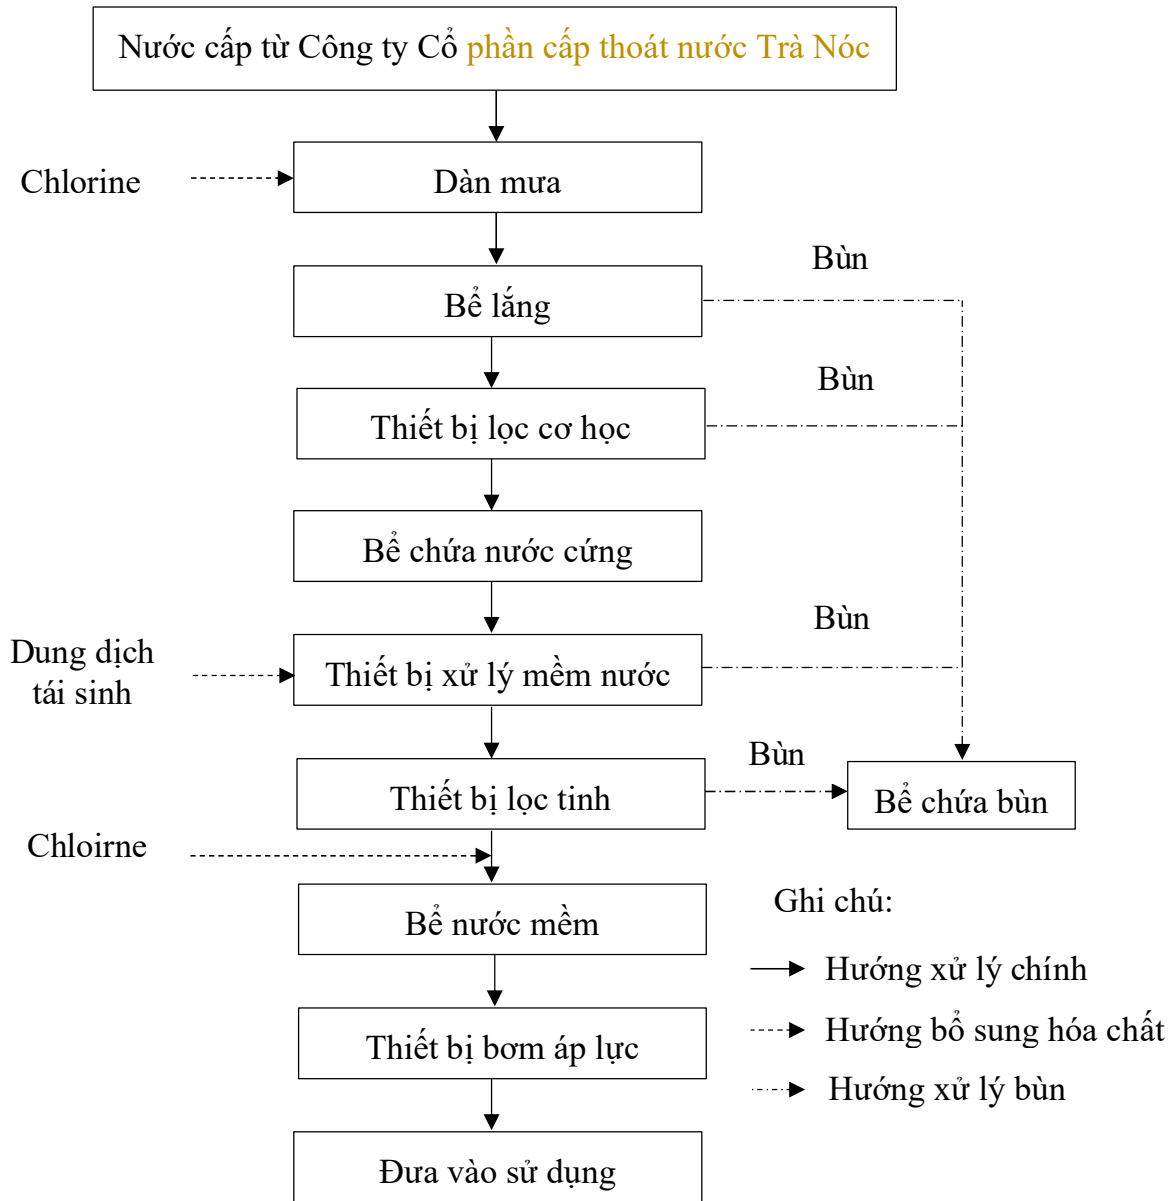 Nước cấp từ Công ty Cổ phần cấp thoát nước Trà Nóc
Chlorine
Dàn mưa
Bùn
Bể lắng
Bùn
Thiết bị lọc cơ học
Bể chứa nước cứng
Bùn
Dung dịch
tái sinh
Thiết bị xử lý mềm nước
Bùn
Thiết bị lọc tinh
Bể chứa bùn
Chloirne
Ghi chú:
Bể nước mềm
Hướng xử lý chính
Hướng bổ sung hóa chất
Thiết bị bơm áp lực
Hướng xử lý bùn
Đưa vào sử dụng